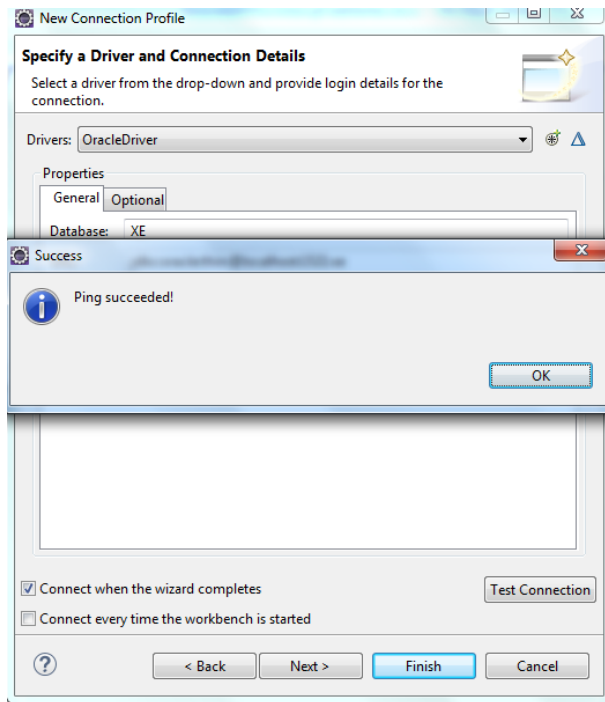 New Connection Profile
Specify a Driver and Connection Details
Select a driver from the drop-down and provide login details for the
connection.
Drivers: OracleDriver
Properties
General Optional
Database: XE
Success
Ping succeeded!
OK
Connect when the wizard completes
Test Connection
Connect every time the workbench is started
? < Back Next > Finish Cancel